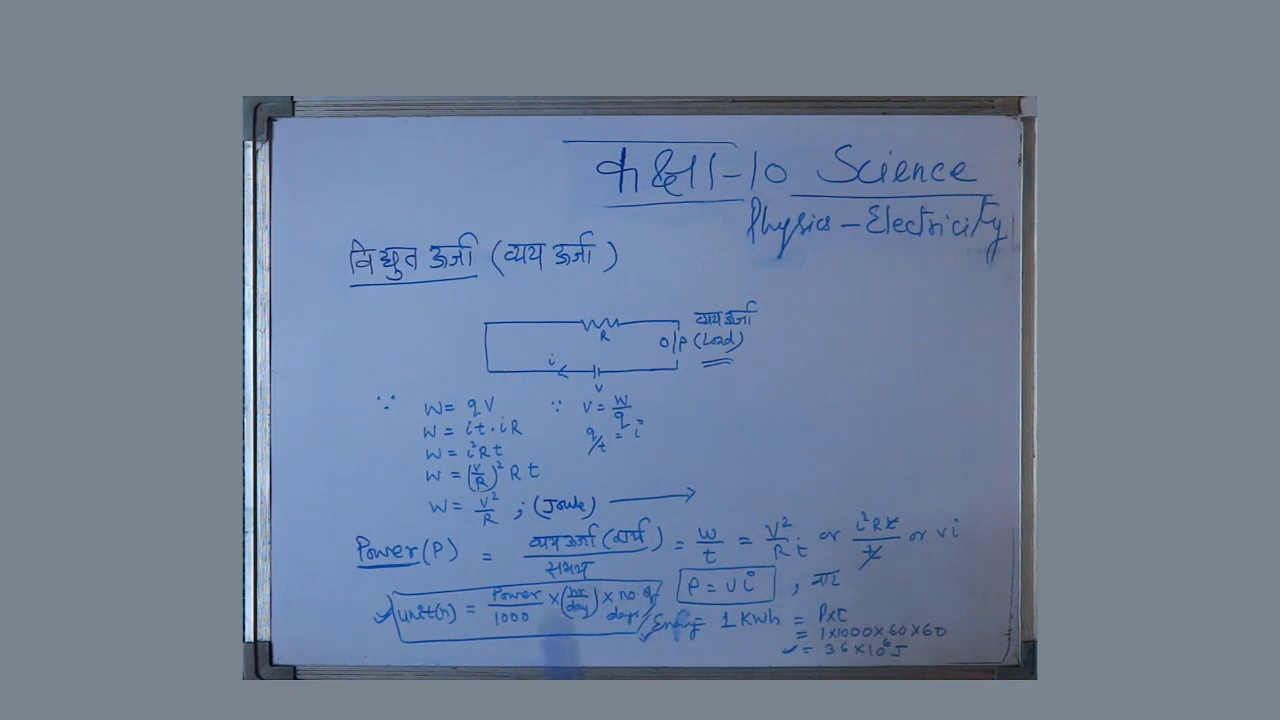 कक्षा-10 Science
Physics - Electricity
विद्युत ऊर्जा (व्यय ऊर्जा)
व्यय ऊर्जा
R
O/P (Load)
i
V
∵ W = qV ∵ V = W/q
W = it·iR q/t = i
W = i²Rt
W = (V/R)² R t
W = V²/R ; (Joule)
Power(P) = व्यय ऊर्जा (कार्य)/समय = W/t = V²/R t or i²Rt/t or vi
P = Vi , वाट
unit(n) = Power/1000 × (hr/day) × no. of days
Energy = 1 KWh = P×t
= 1×1000×60×60
= 3.6×10⁶ J